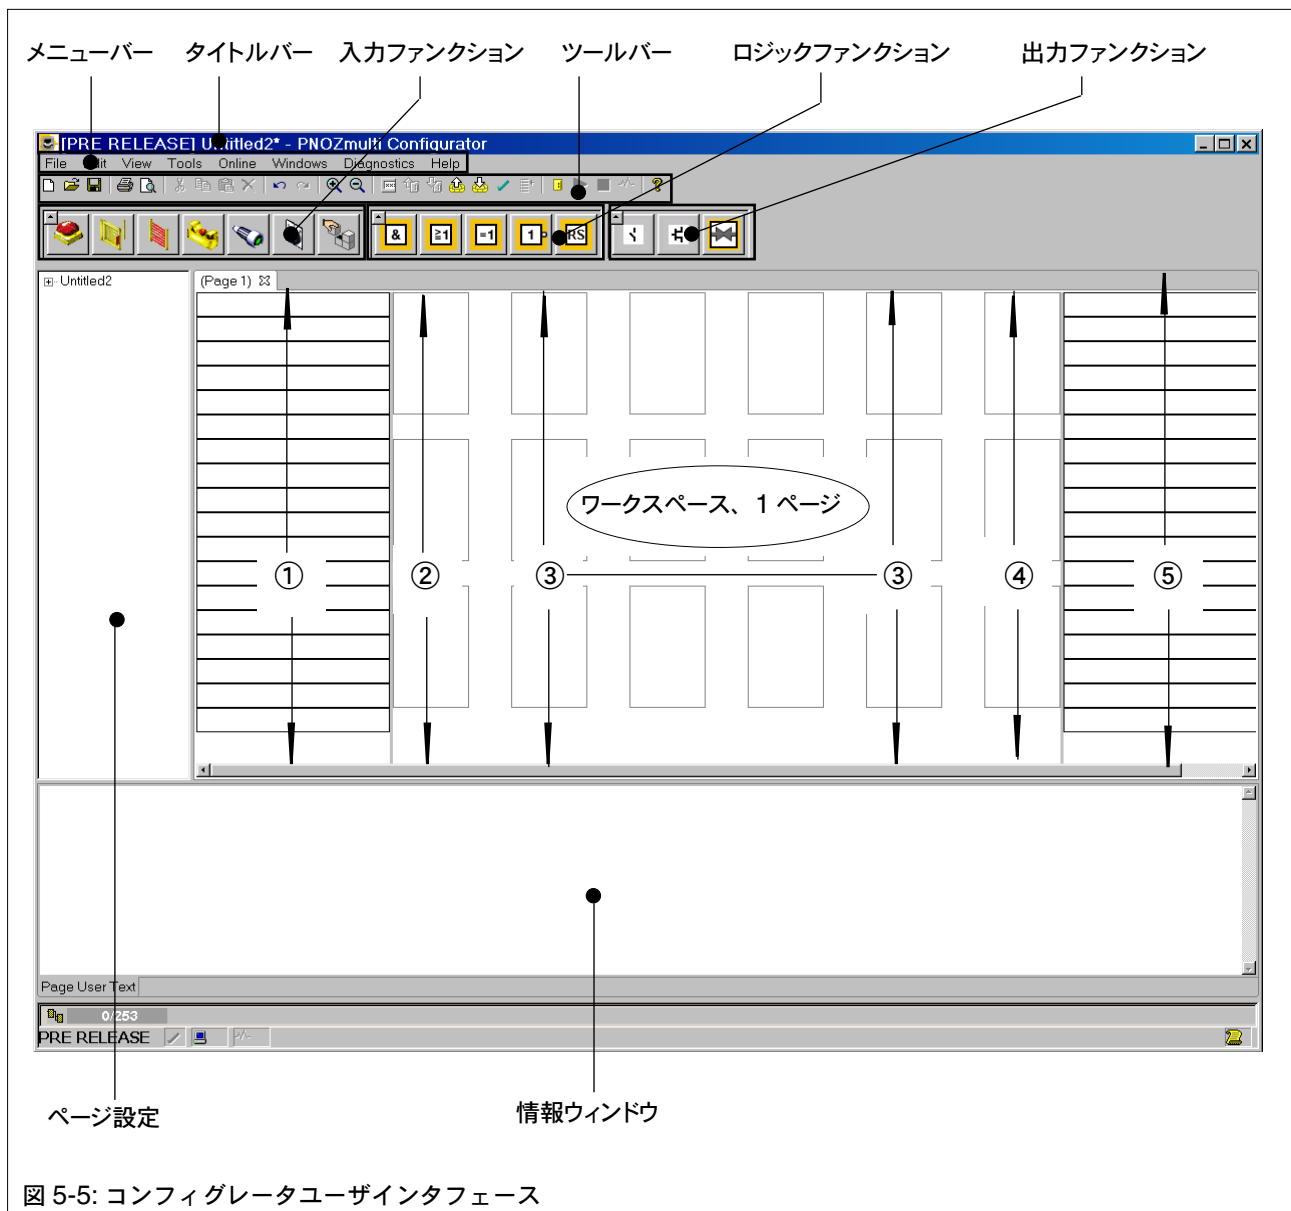 メニューバー タイトルバー 入力ファンクション ツールバー ロジックファンクション 出力ファンクション
[PRE RELEASE] Untitled2* - PNOZmulti Configurator
File Edit View Tools Online Windows Diagnostics Help
& ≧1 =1 1 RS
Untitled2
(Page 1)
ワークスペース、1 ページ
① ② ③ ③ ④ ⑤
Page User Text
0/253
PRE RELEASE
ページ設定 情報ウィンドウ
図 5-5: コンフィグレータユーザインタフェース